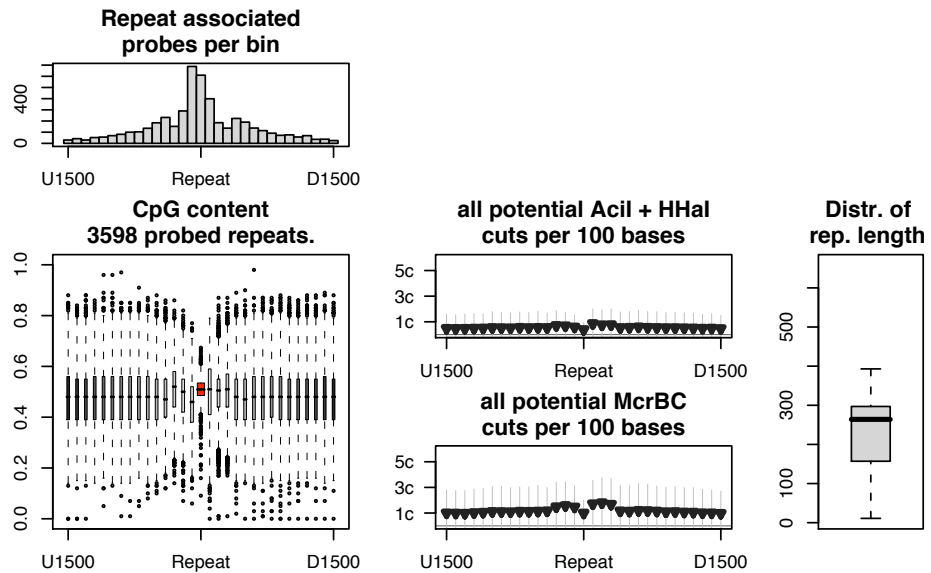 Repeat associated
probes per bin
400
0
U1500 Repeat D1500
CpG content
3598 probed repeats.
1.0
0.8
0.6
0.4
0.2
0.0
U1500 Repeat D1500
all potential AciI + HHaI
cuts per 100 bases
5c
3c
1c
U1500 Repeat D1500
all potential McrBC
cuts per 100 bases
5c
3c
1c
U1500 Repeat D1500
Distr. of
rep. length
500
300
100
0